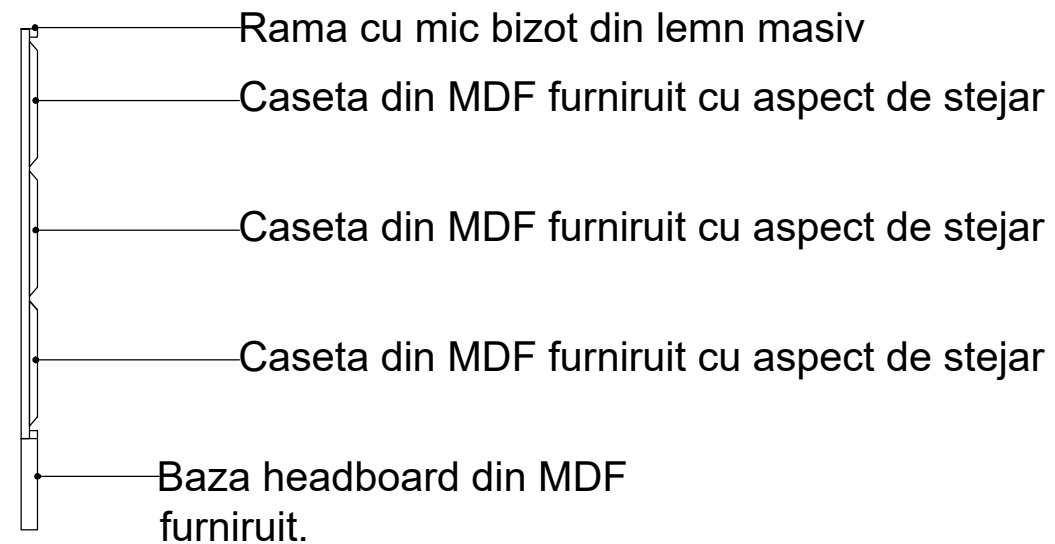 Rama cu mic bizot din lemn masiv
Caseta din MDF furniruit cu aspect de stejar
Caseta din MDF furniruit cu aspect de stejar
Caseta din MDF furniruit cu aspect de stejar
Baza headboard din MDF
furniruit.